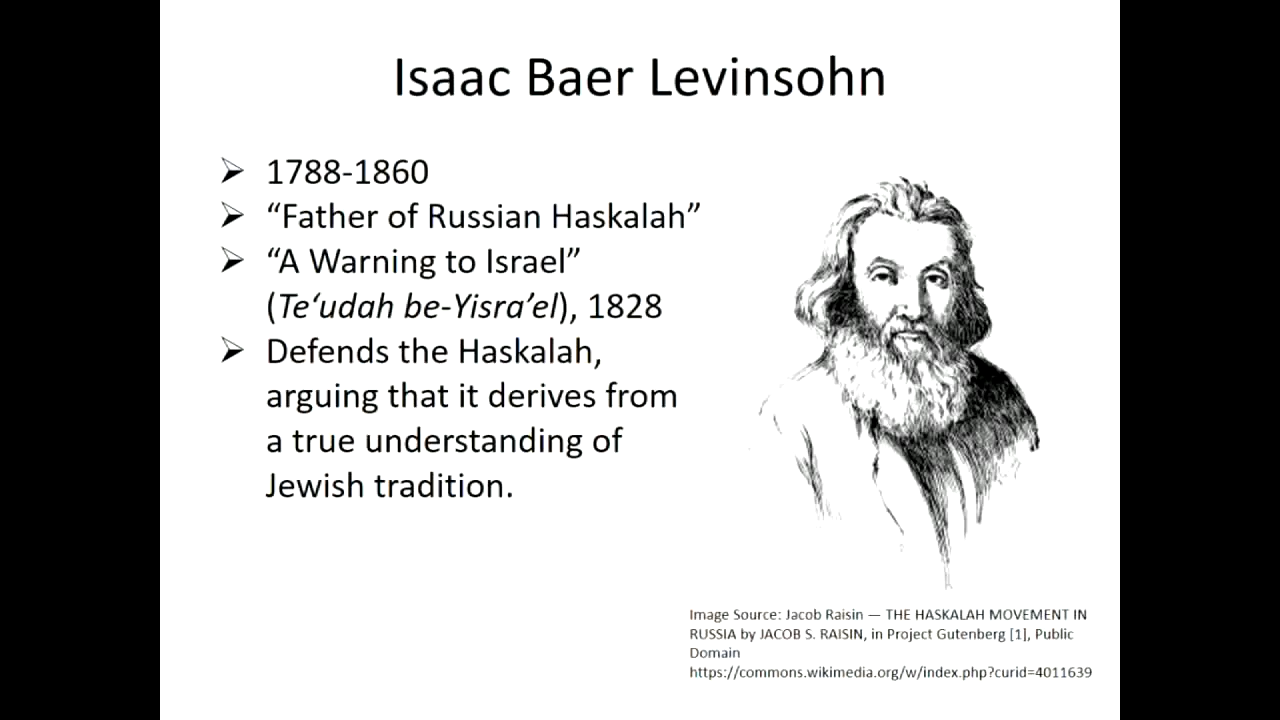 Isaac Baer Levinsohn
➢ 1788-1860
➢ “Father of Russian Haskalah”
➢ “A Warning to Israel”
(Te‘udah be-Yisra’el), 1828
➢ Defends the Haskalah,
arguing that it derives from
a true understanding of
Jewish tradition.
Image Source: Jacob Raisin — THE HASKALAH MOVEMENT IN
RUSSIA by JACOB S. RAISIN, in Project Gutenberg [1], Public
Domain
https://commons.wikimedia.org/w/index.php?curid=4011639